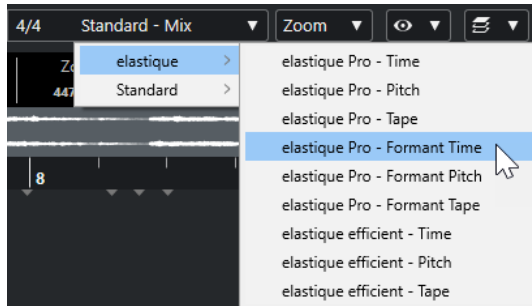 4/4 Standard - Mix Zoom
elastique
Standard
447
8
elastique Pro - Time
elastique Pro - Pitch
elastique Pro - Tape
elastique Pro - Formant Time
elastique Pro - Formant Pitch
elastique Pro - Formant Tape
elastique efficient - Time
elastique efficient - Pitch
elastique efficient - Tape